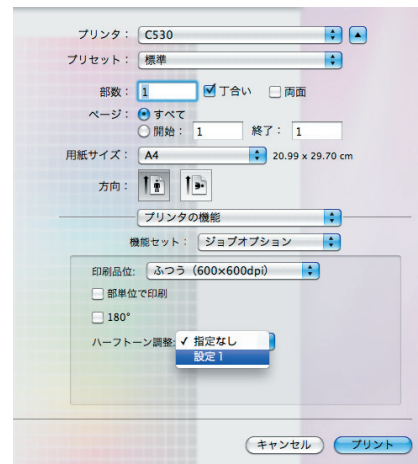 プリンタ： C530
プリセット： 標準
部数： 1 丁合い 両面
ページ： すべて
開始： 1 終了： 1
用紙サイズ： A4 20.99 x 29.70 cm
方向：
プリンタの機能
機能セット： ジョブオプション
印刷品位: ふつう（600×600dpi）
部単位で印刷
180°
ハーフトーン調整: ✓ 指定なし
設定1
キャンセル プリント